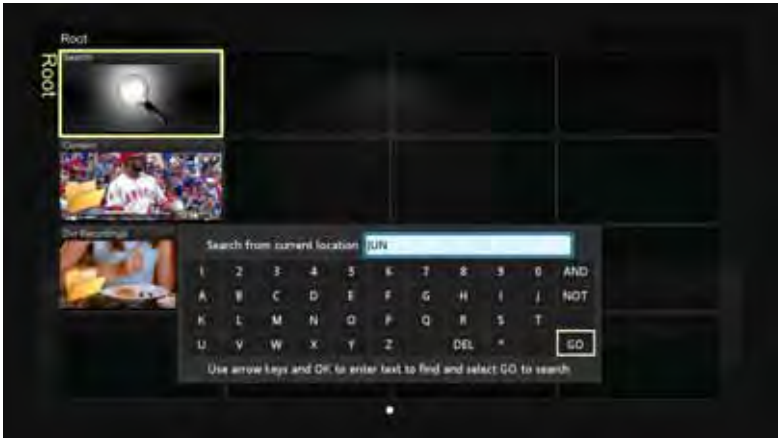 Root
Root
Search
Content
Dvr Recordings
Search from current location JUN
1 2 3 4 5 6 7 8 9 0 AND
A B C D E F G H I J NOT
K L M N O P Q R S T
U V W X Y Z DEL GO
Use arrow keys and OK to enter text to find and select GO to search